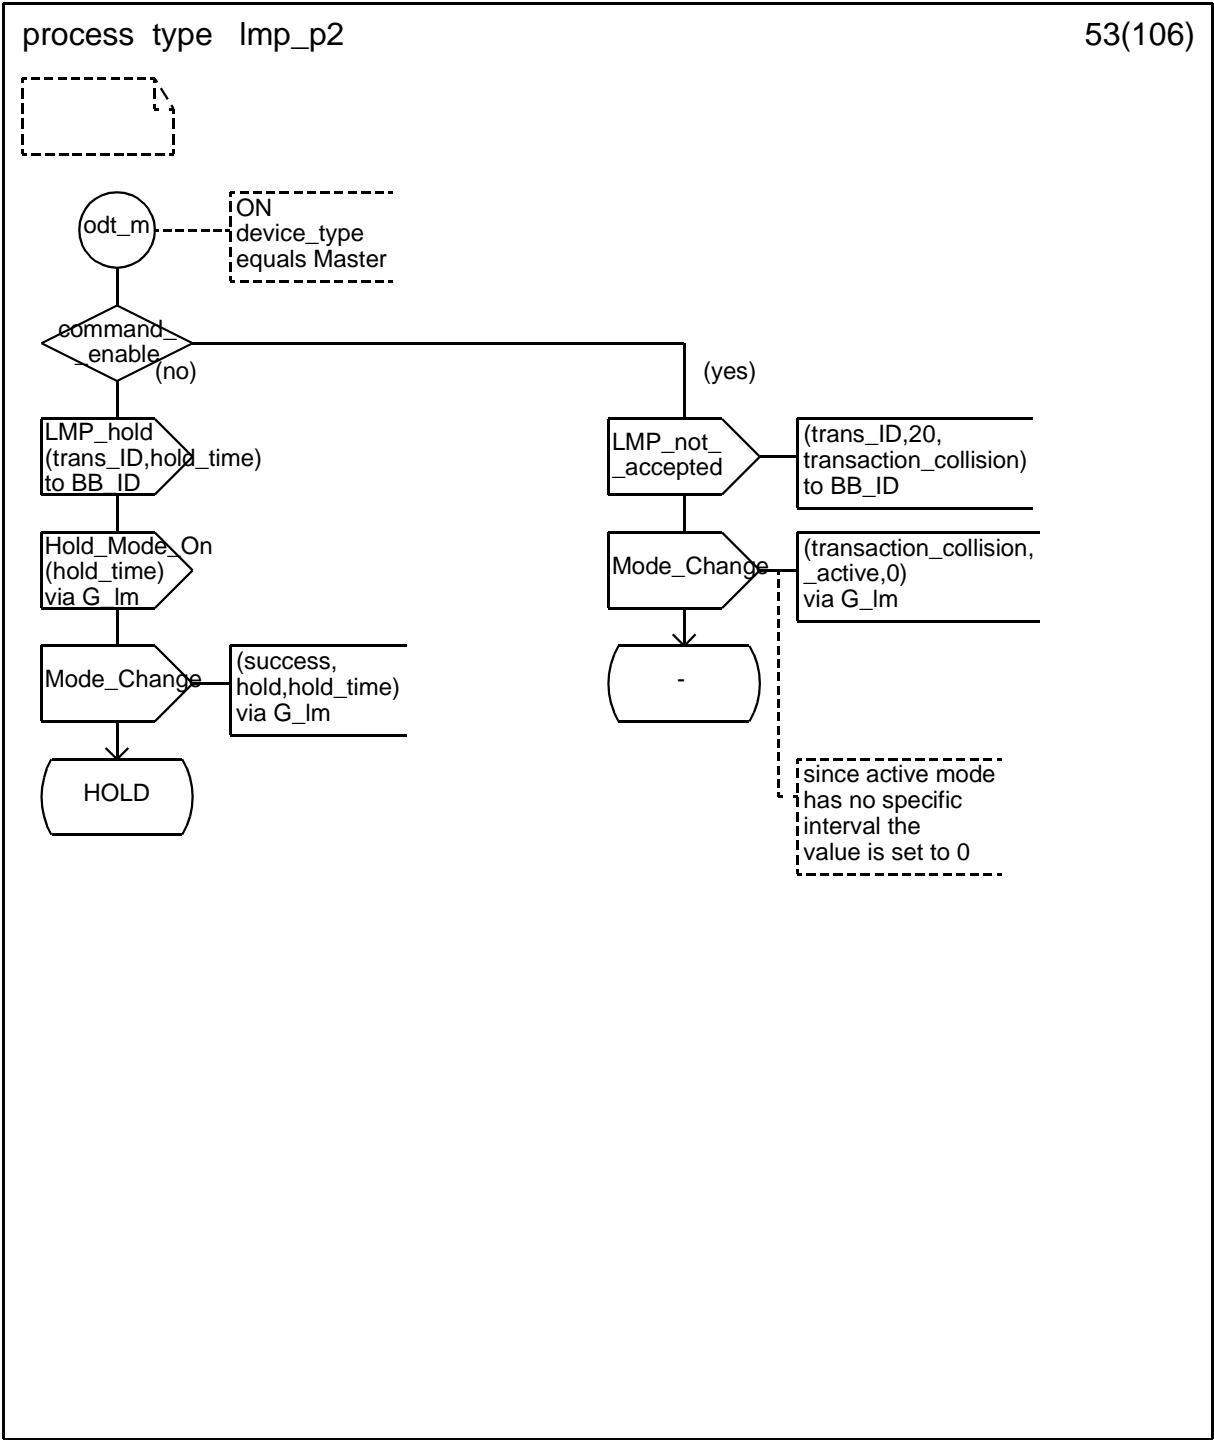 process type lmp_p2
53(106)
odt_m
ON
device_type
equals Master
command_
_enable
(no)
(yes)
LMP_hold
(trans_ID,hold_time)
to BB_ID
LMP_not_
_accepted
(trans_ID,20,
transaction_collision)
to BB_ID
Hold_Mode_On
(hold_time)
via G_lm
Mode_Change
(transaction_collision,
_active,0)
via G_lm
Mode_Change
(success,
hold,hold_time)
via G_lm
-
HOLD
since active mode
has no specific
interval the
value is set to 0